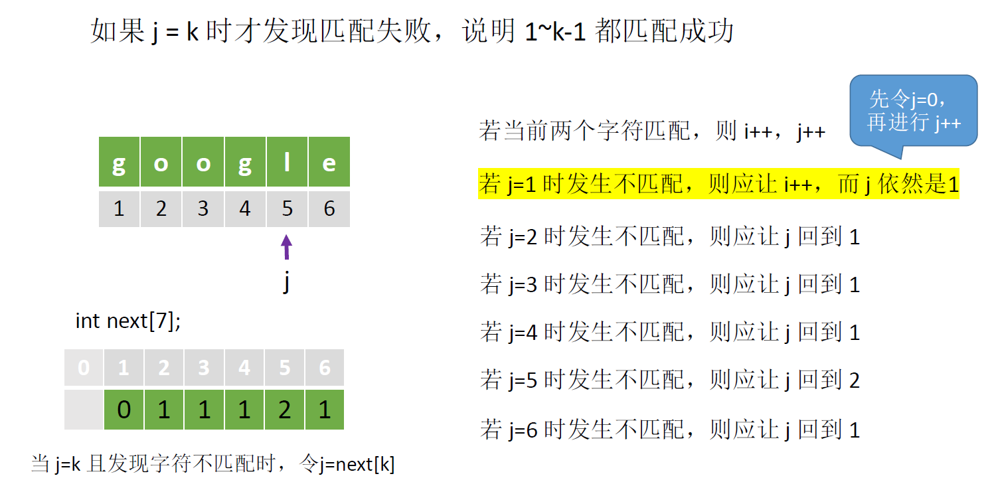 如果 j = k 时才发现匹配失败，说明 1~k-1 都匹配成功
先令j=0，
再进行 j++
若当前两个字符匹配，则 i++，j++
g o o g l e
1 2 3 4 5 6
j
若 j=1 时发生不匹配，则应让 i++，而 j 依然是1
若 j=2 时发生不匹配，则应让 j 回到 1
若 j=3 时发生不匹配，则应让 j 回到 1
若 j=4 时发生不匹配，则应让 j 回到 1
若 j=5 时发生不匹配，则应让 j 回到 2
若 j=6 时发生不匹配，则应让 j 回到 1
int next[7];
0 1 2 3 4 5 6
0 1 1 1 2 1
当 j=k 且发现字符不匹配时，令j=next[k]